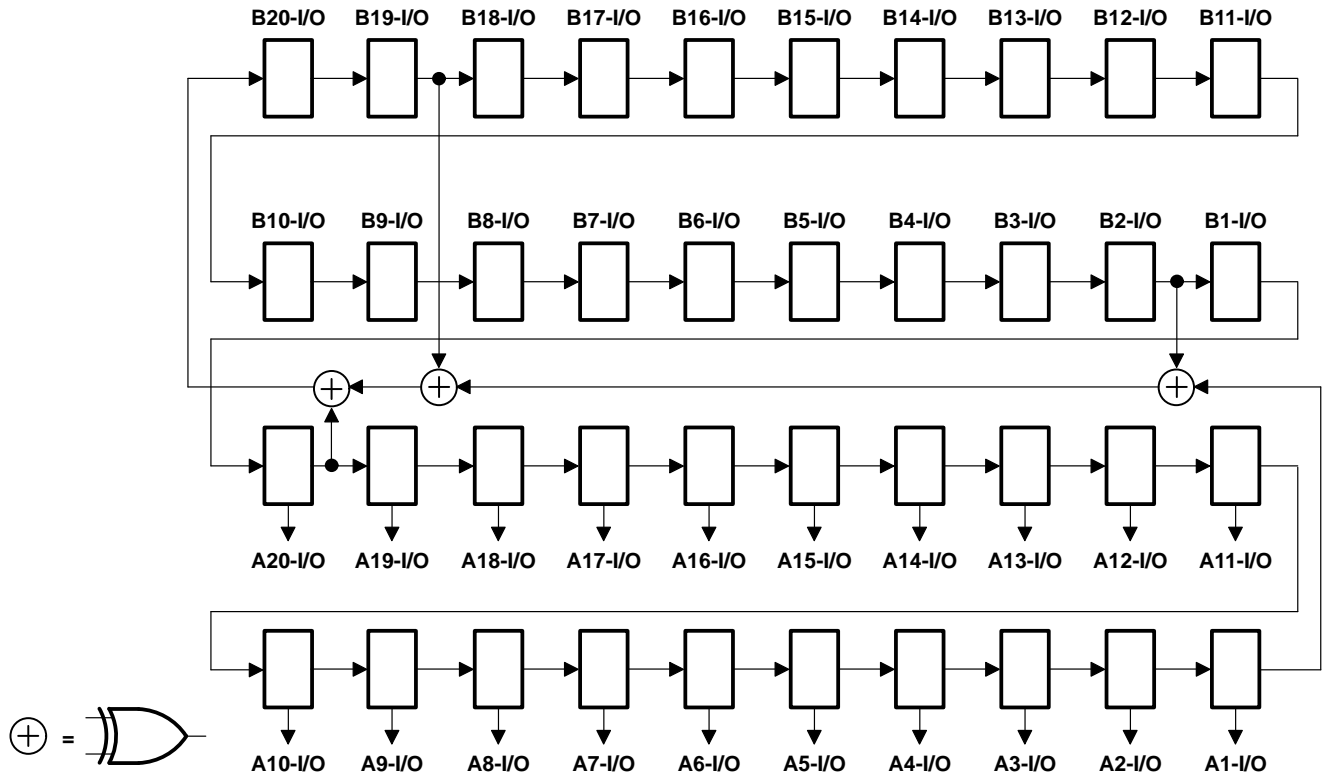 B20-I/O B19-I/O B18-I/O B17-I/O B16-I/O B15-I/O B14-I/O B13-I/O B12-I/O B11-I/O
B10-I/O B9-I/O B8-I/O B7-I/O B6-I/O B5-I/O B4-I/O B3-I/O B2-I/O B1-I/O
A20-I/O A19-I/O A18-I/O A17-I/O A16-I/O A15-I/O A14-I/O A13-I/O A12-I/O A11-I/O
=
A10-I/O A9-I/O A8-I/O A7-I/O A6-I/O A5-I/O A4-I/O A3-I/O A2-I/O A1-I/O